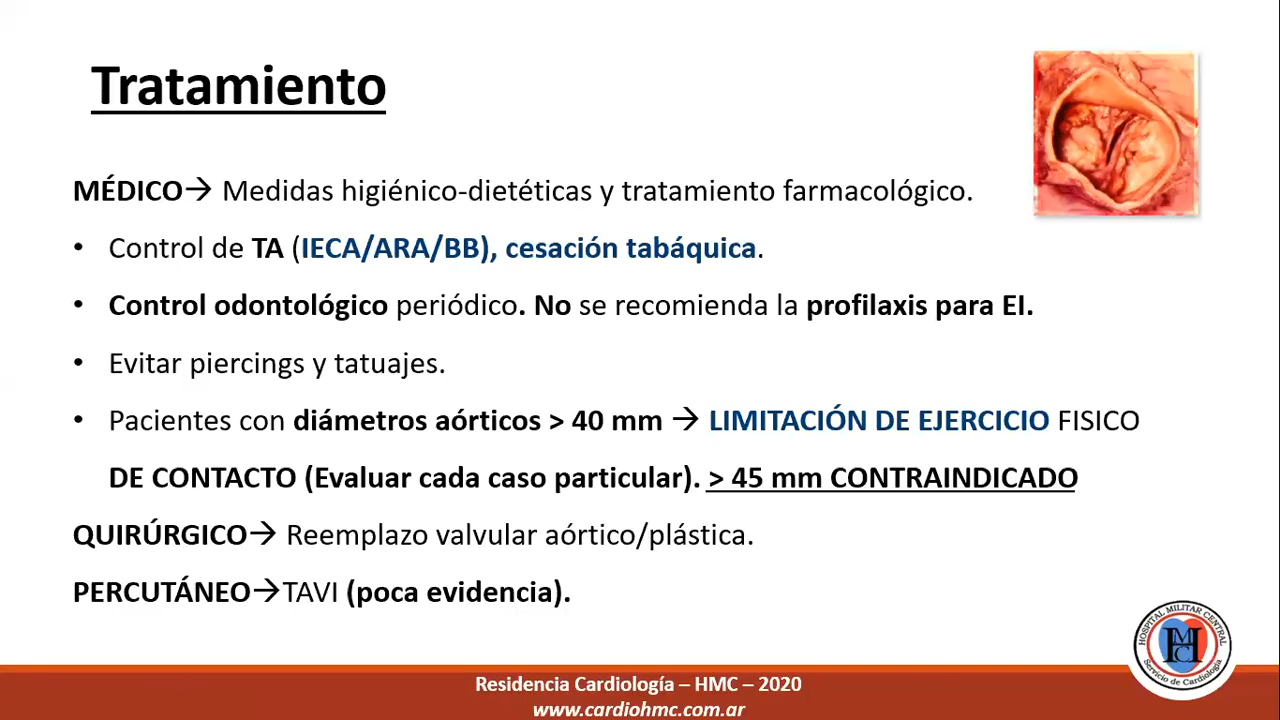 Tratamiento
MÉDICO→ Medidas higiénico-dietéticas y tratamiento farmacológico.
• Control de TA (IECA/ARA/BB), cesación tabáquica.
• Control odontológico periódico. No se recomienda la profilaxis para EI.
• Evitar piercings y tatuajes.
• Pacientes con diámetros aórticos > 40 mm → LIMITACIÓN DE EJERCICIO FISICO
DE CONTACTO (Evaluar cada caso particular). > 45 mm CONTRAINDICADO
QUIRÚRGICO→ Reemplazo valvular aórtico/plástica.
PERCUTÁNEO→TAVI (poca evidencia).
HOSPITAL MILITAR CENTRAL
HMC
Servicio de Cardiología
Residencia Cardiología – HMC – 2020
www.cardiohmc.com.ar